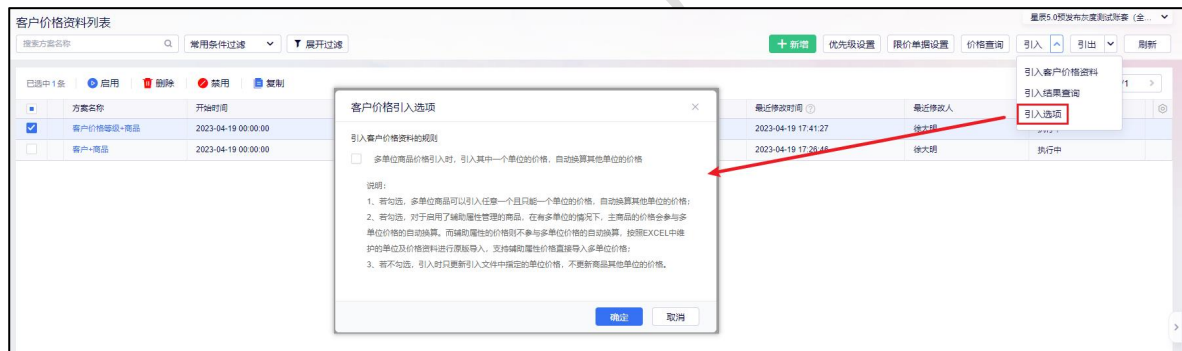 客户价格资料列表
星辰5.0预发布灰度测试账套（全...
搜索方案名称
常用条件过滤
展开过滤
新增
优先级设置
限价单据设置
价格查询
引入
引出
刷新
已选中1条
启用
删除
禁用
复制
引入客户价格资料
引入结果查询
引入选项
/1
方案名称
开始时间
最近修改时间
最近修改人
客户价格等级+商品
2023-04-19 00:00:00
2023-04-19 17:41:27
徐大明
客户+商品
2023-04-19 00:00:00
2023-04-19 17:26:46
徐大明
执行中
客户价格引入选项
引入客户价格资料的规则
多单位商品价格引入时，引入其中一个单位的价格，自动换算其他单位的价格
说明：
1、若勾选，多单位商品可以引入任意一个且只能一个单位的价格，自动换算其他单位的价格；
2、若勾选，对于启用了辅助属性管理的商品，在有多单位的情况下，主商品的价格会参与多
单位价格的自动换算。而辅助属性的价格则不参与多单位价格的自动换算，按照EXCEL中维
护的单位及价格资料进行原版导入，支持辅助属性价格直接导入多单位价格；
3、若不勾选，引入时只更新引入文件中指定的单位价格，不更新商品其他单位的价格。
确定
取消